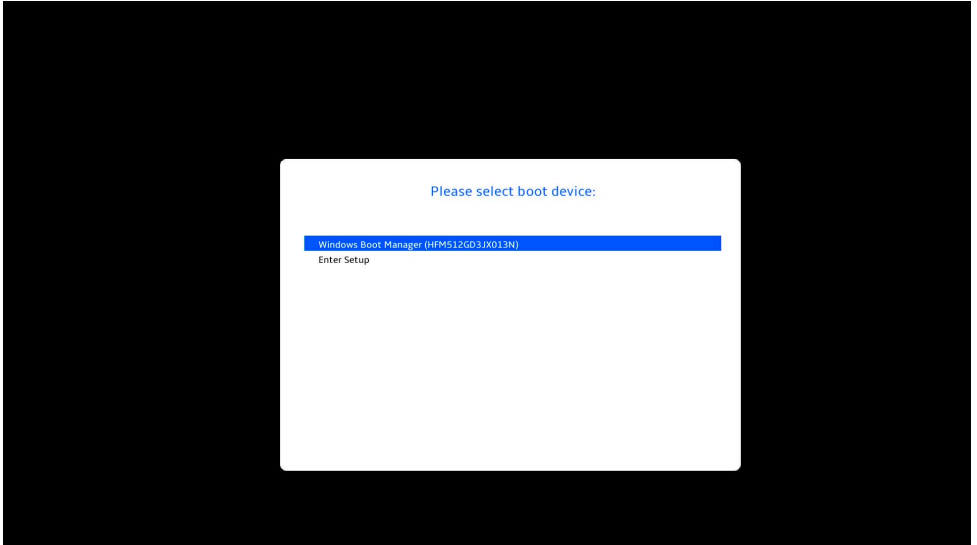 Please select boot device:
Windows Boot Manager (HFM512GD3JX013N)
Enter Setup